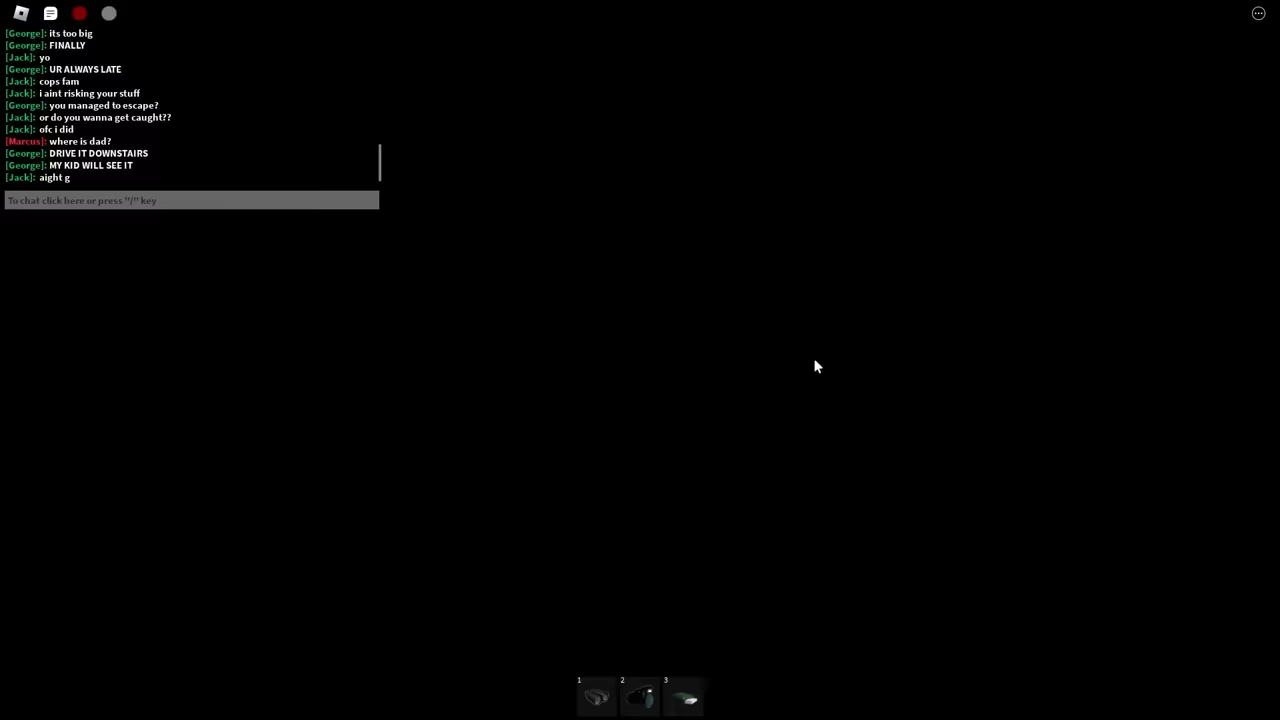 [George]: its too big
[George]: FINALLY
[Jack]: yo
[George]: UR ALWAYS LATE
[Jack]: cops fam
[Jack]: i aint risking your stuff
[George]: you managed to escape?
[Jack]: or do you wanna get caught??
[Jack]: ofc i did
[Marcus]: where is dad?
[George]: DRIVE IT DOWNSTAIRS
[George]: MY KID WILL SEE IT
[Jack]: aight g
To chat click here or press "/" key
1 2 3